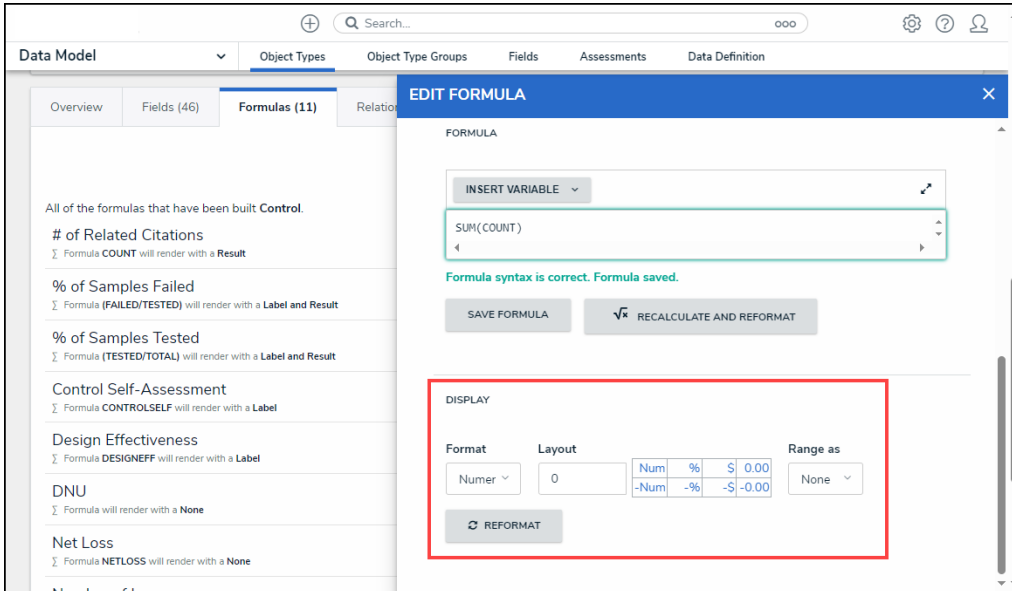 Search...
ooo
Data Model
Object Types
Object Type Groups
Fields
Assessments
Data Definition
Overview
Fields (46)
Formulas (11)
Relation
All of the formulas that have been built Control.
# of Related Citations
∑ Formula COUNT will render with a Result
% of Samples Failed
∑ Formula (FAILED/TESTED) will render with a Label and Result
% of Samples Tested
∑ Formula (TESTED/TOTAL) will render with a Label and Result
Control Self-Assessment
∑ Formula CONTROLSELF will render with a Label
Design Effectiveness
∑ Formula DESIGNEFF will render with a Label
DNU
∑ Formula will render with a None
Net Loss
∑ Formula NETLOSS will render with a None
EDIT FORMULA
FORMULA
INSERT VARIABLE
SUM(COUNT)
Formula syntax is correct. Formula saved.
SAVE FORMULA
√x RECALCULATE AND REFORMAT
DISPLAY
Format Layout Range as
Numer 0 None
Num % $ 0.00
-Num -% -$ -0.00
REFORMAT